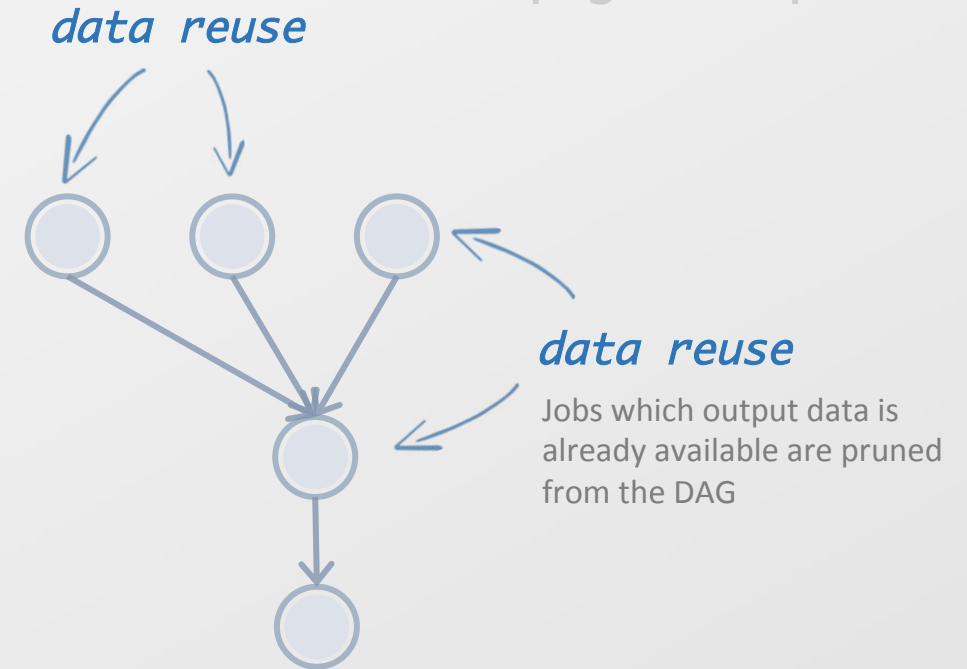 data reuse
data reuse
Jobs which output data is
already available are pruned
from the DAG